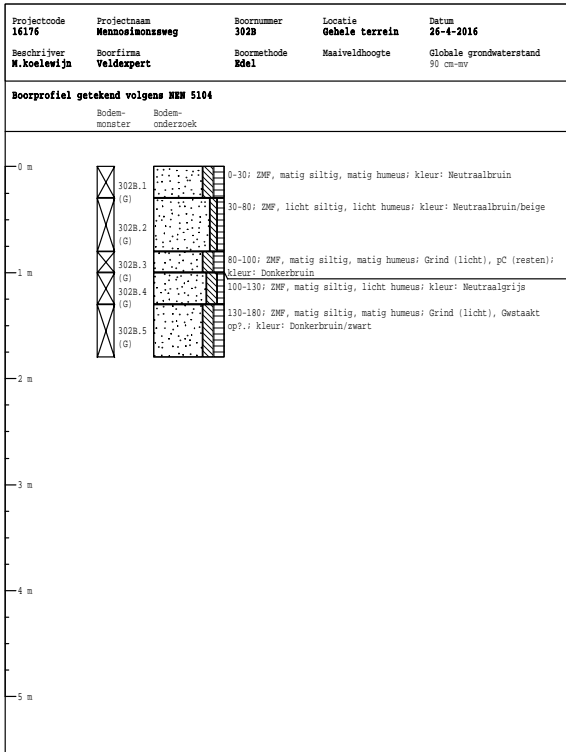 Projectcode Projectnaam Boornummer Locatie Datum
16176 Mennosimonszweg 302B Gehele terrein 26-4-2016
Beschrijver Boorfirma Boormethode Maaiveldhoogte Globale grondwaterstand
M.koelewijn Veldexpert Edel 90 cm-mv
Boorprofiel getekend volgens NEN 5104
Bodem- Bodem-
monster onderzoek
0 m
302B.1
(G)
0-30; ZMF, matig siltig, matig humeus; kleur: Neutraalbruin
302B.2
(G)
30-80; ZMF, licht siltig, licht humeus; kleur: Neutraalbruin/beige
302B.3
(G)
80-100; ZMF, matig siltig, matig humeus; Grind (licht), pC (resten);
kleur: Donkerbruin
1 m
302B.4
(G)
100-130; ZMF, matig siltig, licht humeus; kleur: Neutraalgrijs
302B.5
(G)
130-180; ZMF, matig siltig, matig humeus; Grind (licht), Gwstaakt
op?.; kleur: Donkerbruin/zwart
2 m
3 m
4 m
5 m